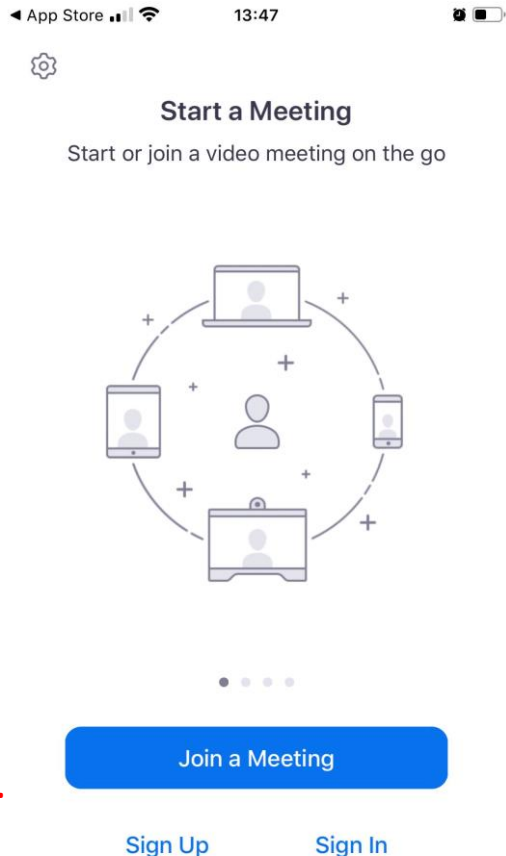 ◀ App Store 13:47
Start a Meeting
Start or join a video meeting on the go
Join a Meeting
Sign Up Sign In